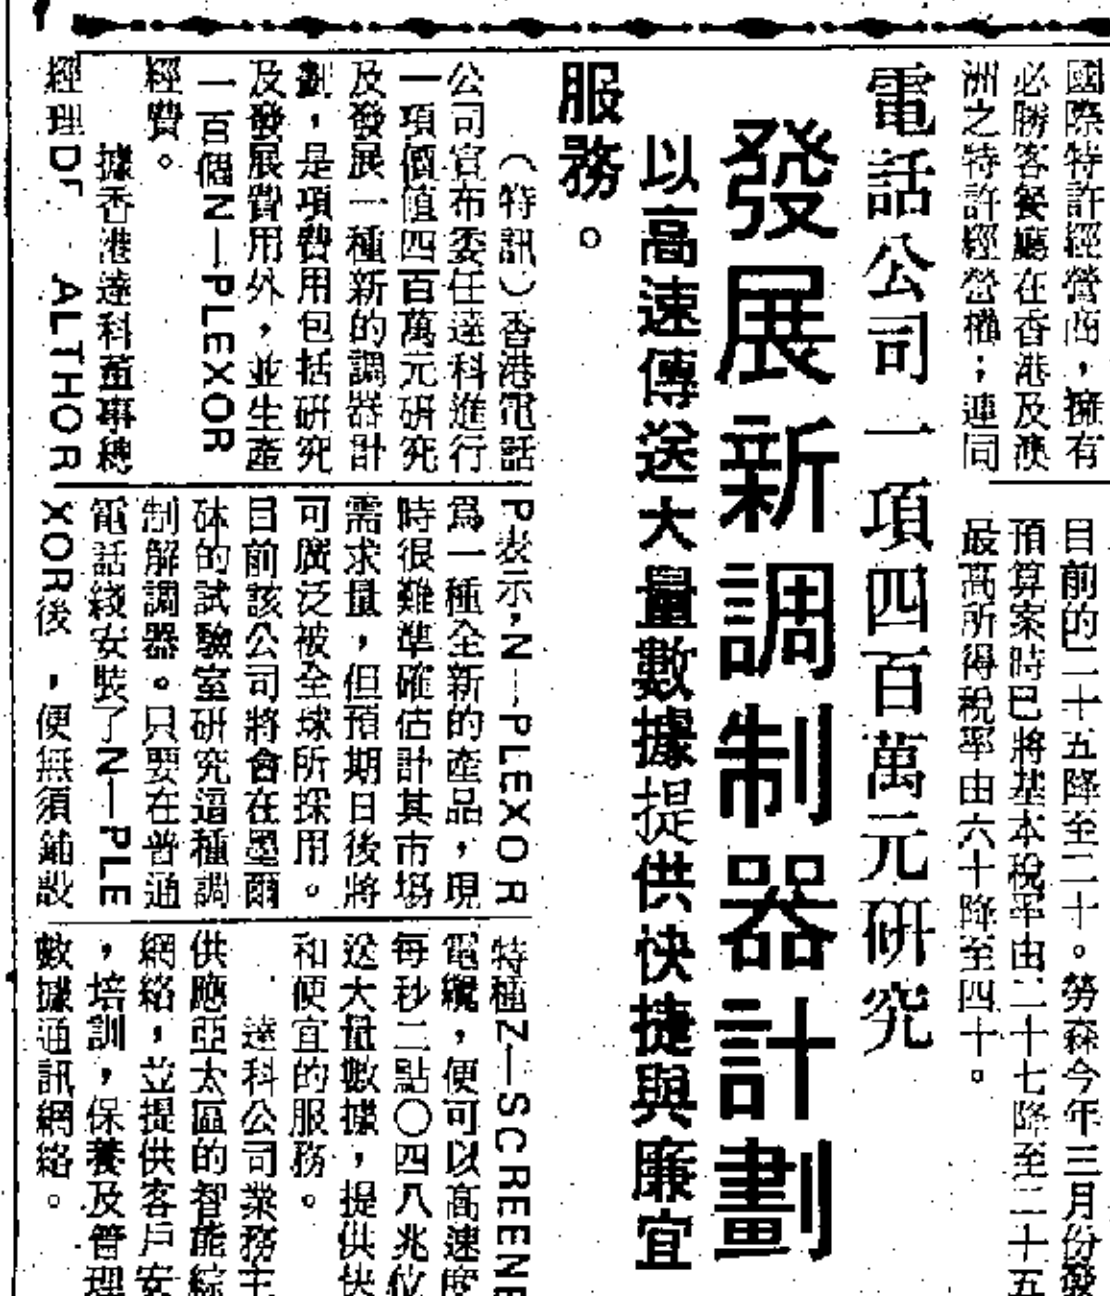 國際特許經營商，擁有
必勝客餐廳在香港及澳
洲之特許經營權；連同
目前的二十五降至二十。勞森今年三月份發
預算案時已將基本稅率由二十七降至二十五
最高所得稅率由六十降至四十。
電話公司一項四百萬元研究
發展新調制器計劃
以高速傳送大量數據提供快捷與廉宜
服務。
（特訊）香港電話
公司宣布委任達科進行
一項價值四百萬元研究
及發展一種新的調器計
劃，是項費用包括研究
及發展費用外，並生產
一百個N—PLEXOR
經費。
據香港達科董事總
經理Dr ALTHOR
P表示，N—PLEXOR
為一種全新的產品，現
時很難準確估計其市場
需求量，但預期日後將
可廣泛被全球所採用。
目前該公司將會在墨爾
砵的試驗室研究這種調
制解調器。只要在普通
電話綫安裝了N—PLE
XOR後，便無須鋪設
特種Z—SCREENE
電纜，便可以高速度
每秒二點〇四八兆位
送大量數據，提供快
和便宜的服務。
達科公司業務主
供應亞太區的智能綜
網絡，並提供客戶安
，培訓，保養及管理
數據通訊網絡。